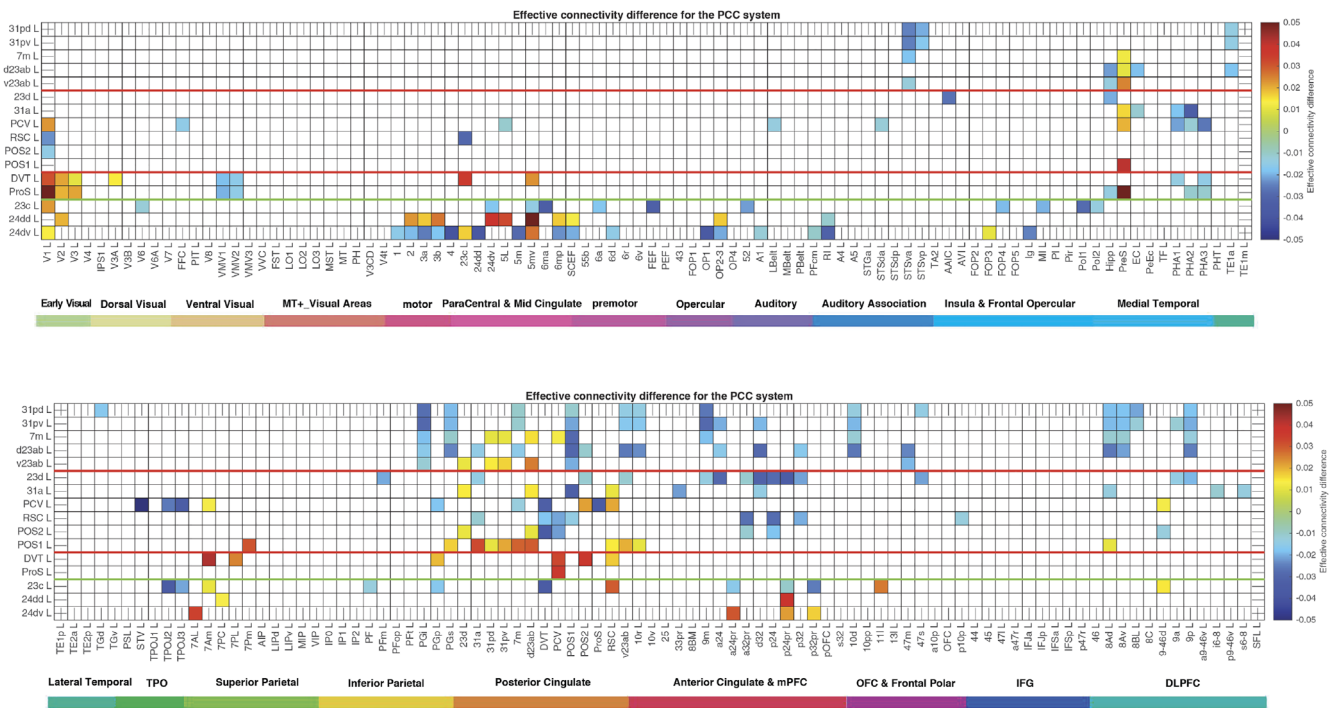 Effective connectivity difference for the PCC system
31pd L
31pv L
7m L
d23ab L
v23ab L
23d L
31a L
PCV L
RSC L
POS2 L
POS1 L
DVT L
ProS L
23c L
24dd L
24dv L
0.05
0.04
0.03
0.02
0.01
0
-0.01
-0.02
-0.03
-0.04
-0.05
Effective connectivity difference
V1 L
V2 L
V3 L
V4 L
IPS1 L
V3A L
V3B L
V6 L
V6A L
V7 L
FFC L
PIT L
V8 L
VMV1 L
VMV2 L
VMV3 L
VVC L
FST L
LO1 L
LO2 L
LO3 L
MST L
MT L
PH L
V3CD L
V4t L
1 L
2 L
3a L
3b L
4 L
23c L
24dd L
24dv L
5L L
5m L
5mv L
6ma L
6mp L
SCEF L
55b L
6a L
6d L
6r L
6v L
FEF L
PEF L
43 L
FOP1 L
OP1 L
OP2-3 L
OP4 L
52 L
A1 L
LBelt L
MBelt L
PBelt L
PFcm L
RI L
A4 L
A5 L
STGa L
STSda L
STSdp L
STSva L
STSvp L
TA2 L
AAIC L
AVI L
FOP2 L
FOP3 L
FOP4 L
FOP5 L
Ig L
MI L
PI L
Pir L
PoI1 L
PoI2 L
Hipp L
PreS L
EC L
PeEc L
TF L
PHA1 L
PHA2 L
PHA3 L
PHT L
TE1a L
TE1m L
Early Visual
Dorsal Visual
Ventral Visual
MT+_Visual Areas
motor
ParaCentral & Mid Cingulate
premotor
Opercular
Auditory
Auditory Association
Insula & Frontal Opercular
Medial Temporal
Effective connectivity difference for the PCC system
31pd L
31pv L
7m L
d23ab L
v23ab L
23d L
31a L
PCV L
RSC L
POS2 L
POS1 L
DVT L
ProS L
23c L
24dd L
24dv L
0.05
0.04
0.03
0.02
0.01
0
-0.01
-0.02
-0.03
-0.04
-0.05
Effective connectivity difference
TE1p L
TE2a L
TE2p L
TGd L
TGv L
PSL L
STV L
TPOJ1 L
TPOJ2 L
TPOJ3 L
7AL L
7Am L
7PC L
7PL L
7Pm L
AIP L
LIPd L
LIPv L
MIP L
VIP L
IP0 L
IP1 L
IP2 L
PF L
PFm L
PFop L
PFt L
PGi L
PGp L
PGs L
23d L
31a L
31pd L
31pv L
7m L
d23ab L
DVT L
PCV L
POS1 L
POS2 L
ProS L
RSC L
v23ab L
10r L
10v L
25 L
33pr L
8BM L
9m L
a24 L
a24pr L
a32pr L
d32 L
p24 L
p24pr L
p32 L
p32pr L
pOFC L
s32 L
10d L
10pp L
11l L
13l L
47m L
47s L
a10p L
OFC L
p10p L
44 L
45 L
47l L
a47r L
IFJa L
IFJp L
IFSa L
IFSp L
p47r L
46 L
8Ad L
8Av L
8BL L
8C L
9-46d L
9a L
9p L
a9-46v L
i6-8 L
p9-46v L
s6-8 L
SFL L
Lateral Temporal
TPO
Superior Parietal
Inferior Parietal
Posterior Cingulate
Anterior Cingulate & mPFC
OFC & Frontal Polar
IFG
DLPFC